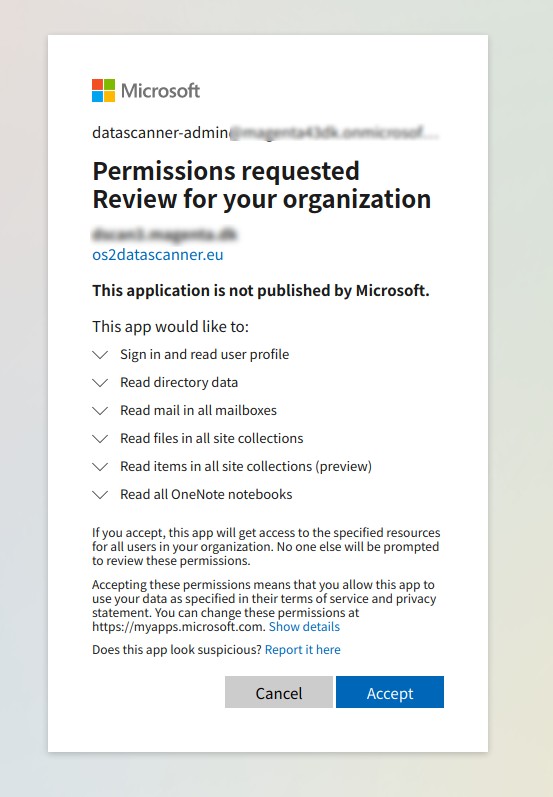 Microsoft
datascanner-admin
Permissions requested
Review for your organization
os2datascanner.eu
This application is not published by Microsoft.
This app would like to:
Sign in and read user profile
Read directory data
Read mail in all mailboxes
Read files in all site collections
Read items in all site collections (preview)
Read all OneNote notebooks
If you accept, this app will get access to the specified resources
for all users in your organization. No one else will be prompted
to review these permissions.
Accepting these permissions means that you allow this app to
use your data as specified in their terms of service and privacy
statement. You can change these permissions at
https://myapps.microsoft.com. Show details
Does this app look suspicious? Report it here
Cancel Accept